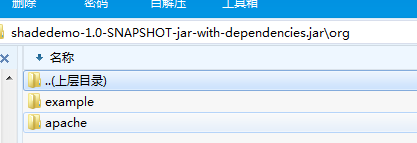 删除 密码 自解压 工具箱
shadedemo-1.0-SNAPSHOT-jar-with-dependencies.jar\org
名称
..(上层目录)
example
apache